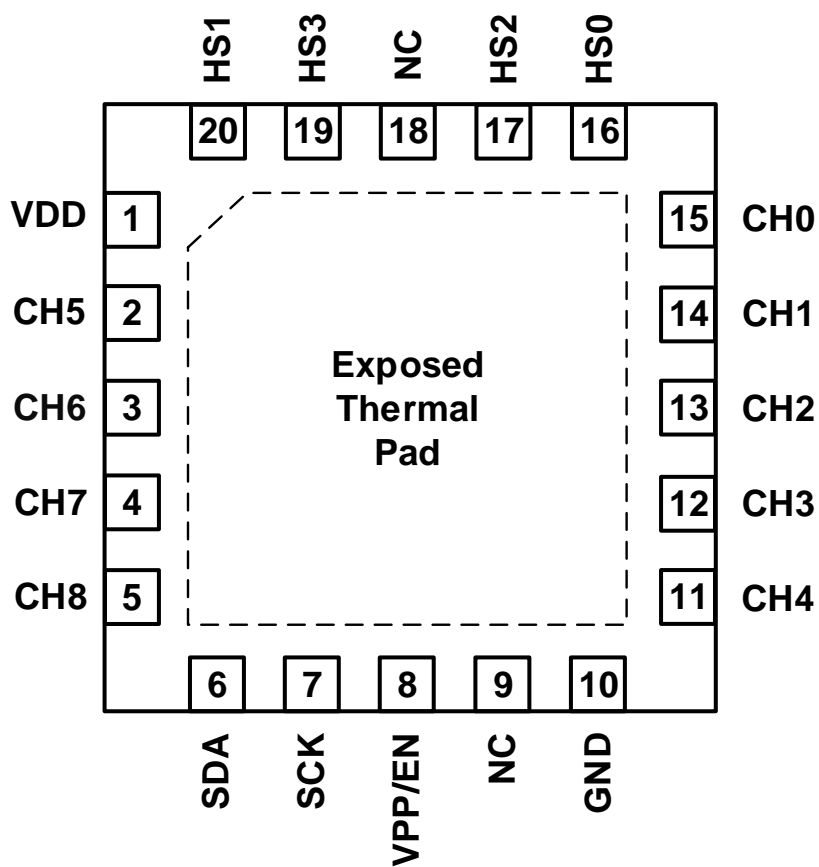 HS1 HS3 NC HS2 HS0
20 19 18 17 16
VDD 1 15 CH0
CH5 2 14 CH1
Exposed
CH6 3 Thermal 13 CH2
Pad
CH7 4 12 CH3
CH8 5 11 CH4
6 7 8 9 10
SDA SCK VPP/EN NC GND